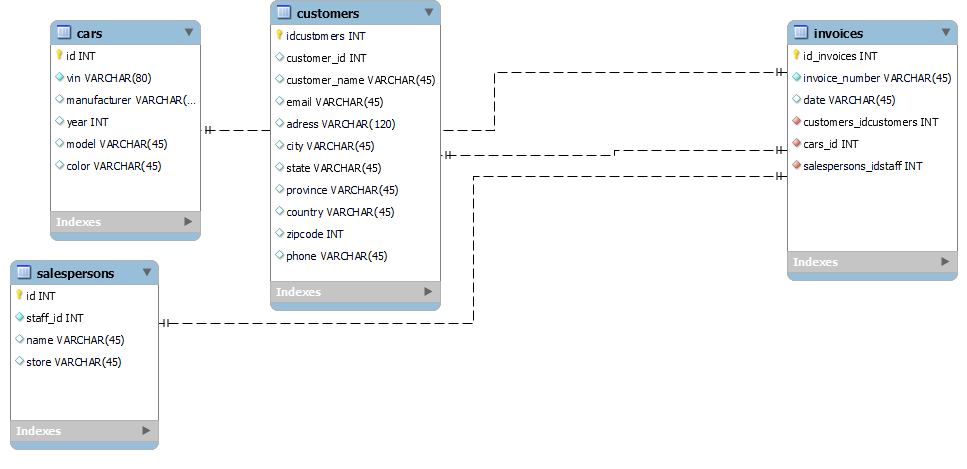 cars
id INT
vin VARCHAR(80)
manufacturer VARCHAR(...
year INT
model VARCHAR(45)
color VARCHAR(45)
Indexes
customers
idcustomers INT
customer_id INT
customer_name VARCHAR(45)
email VARCHAR(45)
adress VARCHAR(120)
city VARCHAR(45)
state VARCHAR(45)
province VARCHAR(45)
country VARCHAR(45)
zipcode INT
phone VARCHAR(45)
Indexes
invoices
id_invoices INT
invoice_number VARCHAR(45)
date VARCHAR(45)
customers_idcustomers INT
cars_id INT
salespersons_idstaff INT
Indexes
salespersons
id INT
staff_id INT
name VARCHAR(45)
store VARCHAR(45)
Indexes